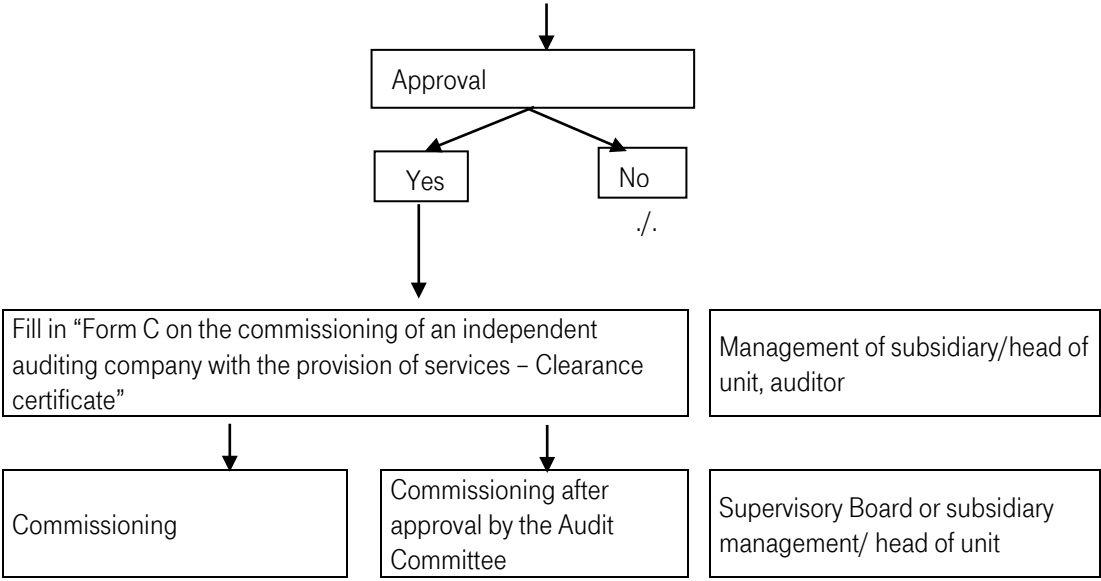 Approval
Yes
No
./.
Fill in “Form C on the commissioning of an independent
auditing company with the provision of services – Clearance
certificate”
Management of subsidiary/head of
unit, auditor
Commissioning
Commissioning after
approval by the Audit
Committee
Supervisory Board or subsidiary
management/ head of unit